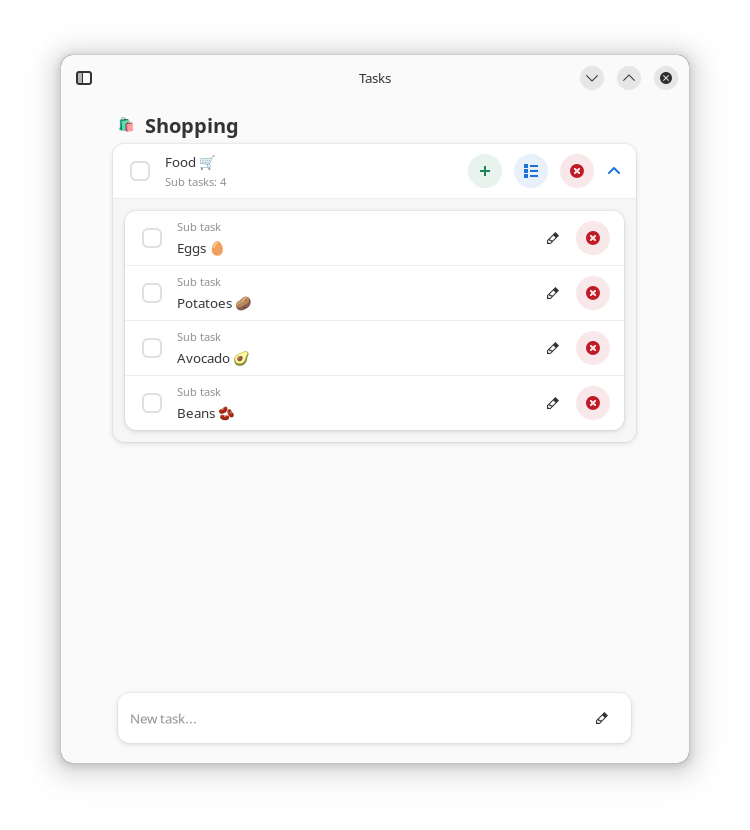 Tasks
🛍️ Shopping
Food 🛒
Sub tasks: 4
Sub task
Eggs 🥚
Sub task
Potatoes 🥔
Sub task
Avocado 🥑
Sub task
Beans 🫘
New task...